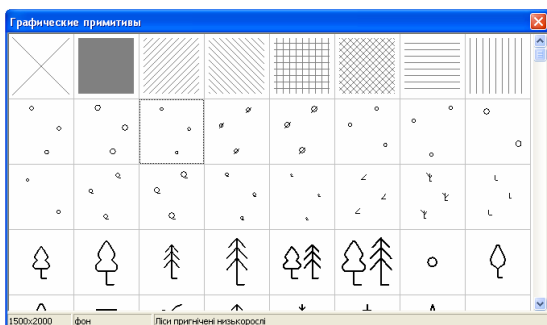 Графические примитивы
1500x2000 фон Ліси пригнічені низькорослі